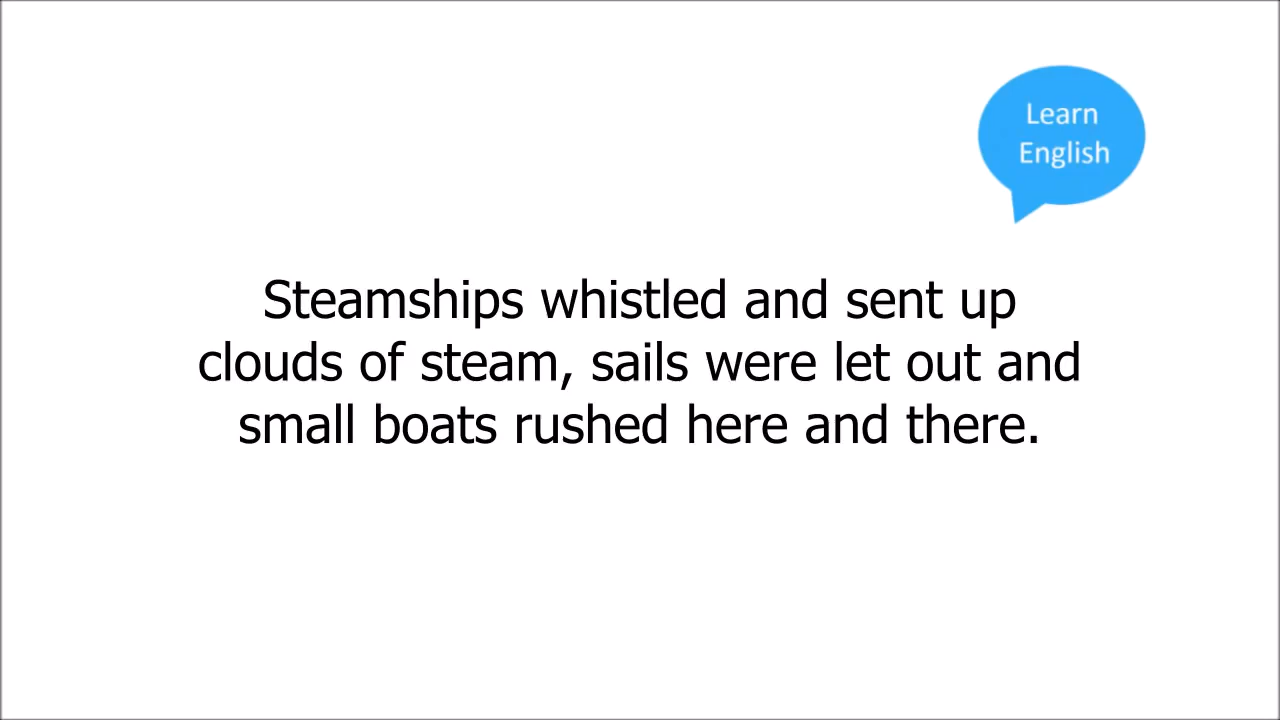 Learn
English
Steamships whistled and sent up
clouds of steam, sails were let out and
small boats rushed here and there.